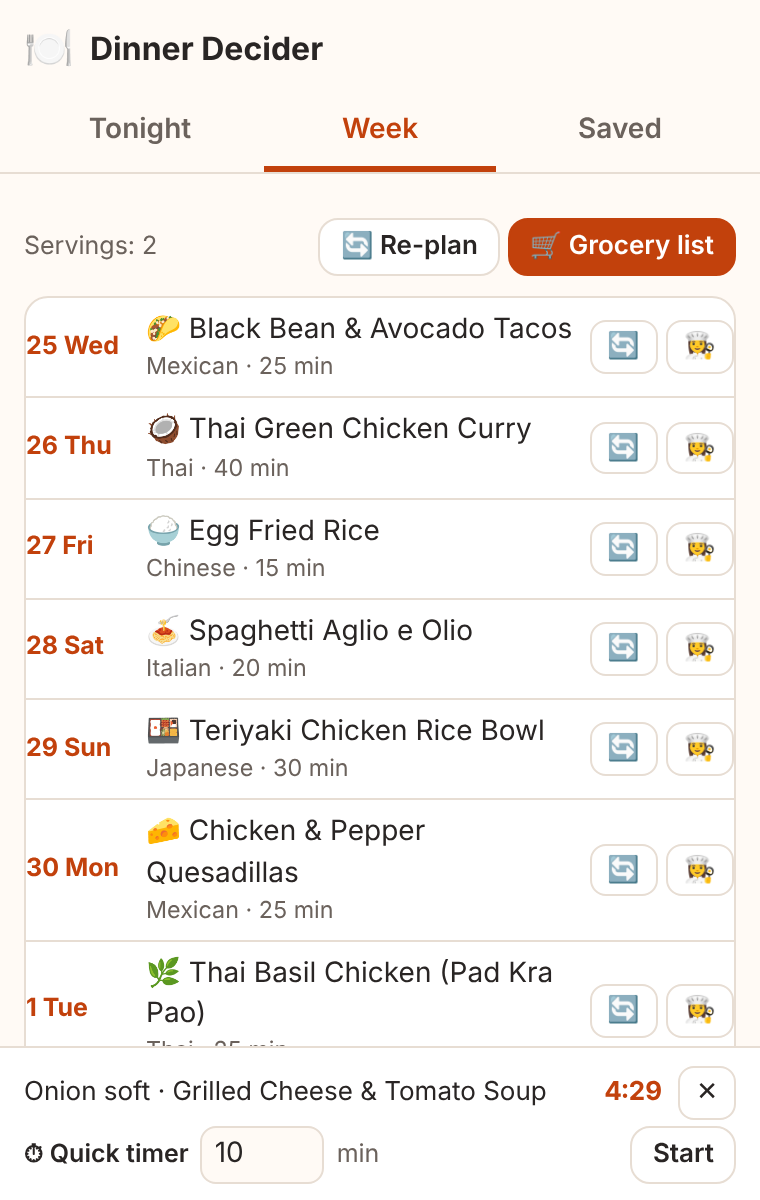 Dinner Decider
Tonight
Week
Saved
Servings: 2
Re-plan
Grocery list
25 Wed
Black Bean & Avocado Tacos
Mexican · 25 min
26 Thu
Thai Green Chicken Curry
Thai · 40 min
27 Fri
Egg Fried Rice
Chinese · 15 min
28 Sat
Spaghetti Aglio e Olio
Italian · 20 min
29 Sun
Teriyaki Chicken Rice Bowl
Japanese · 30 min
30 Mon
Chicken & Pepper
Quesadillas
Mexican · 25 min
1 Tue
Thai Basil Chicken (Pad Kra
Pao)
Onion soft · Grilled Cheese & Tomato Soup
4:29
✕
⏱ Quick timer
10
min
Start